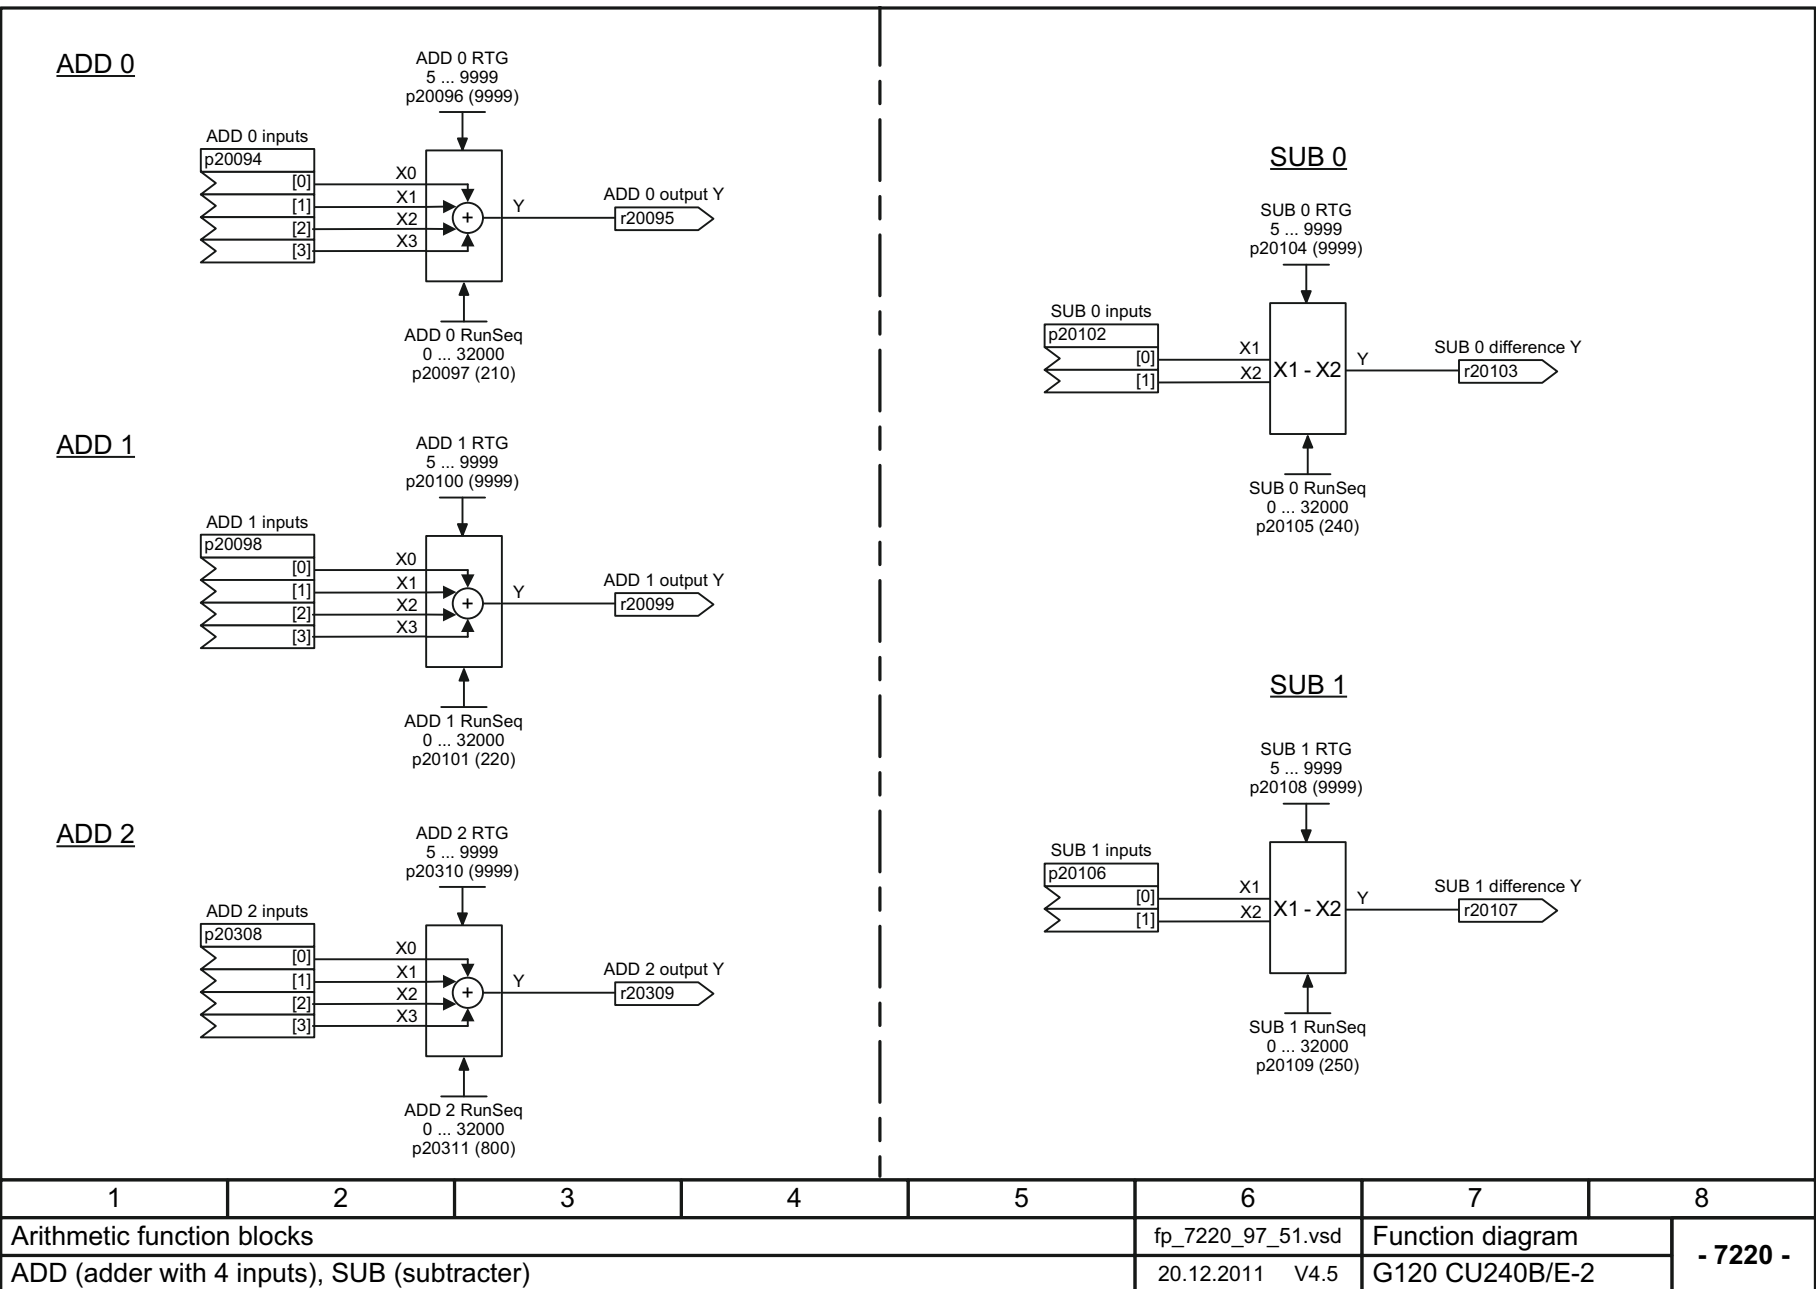 ADD 0
ADD 0 RTG
5 ... 9999
p20096 (9999)
ADD 0 inputs
p20094
[0]
[1]
[2]
[3]
X0
X1
X2
X3
+
Y
ADD 0 output Y
r20095
ADD 0 RunSeq
0 ... 32000
p20097 (210)
ADD 1
ADD 1 RTG
5 ... 9999
p20100 (9999)
ADD 1 inputs
p20098
[0]
[1]
[2]
[3]
X0
X1
X2
X3
+
Y
ADD 1 output Y
r20099
ADD 1 RunSeq
0 ... 32000
p20101 (220)
ADD 2
ADD 2 RTG
5 ... 9999
p20310 (9999)
ADD 2 inputs
p20308
[0]
[1]
[2]
[3]
X0
X1
X2
X3
+
Y
ADD 2 output Y
r20309
ADD 2 RunSeq
0 ... 32000
p20311 (800)
SUB 0
SUB 0 RTG
5 ... 9999
p20104 (9999)
SUB 0 inputs
p20102
[0]
[1]
X1
X2
X1 - X2
Y
SUB 0 difference Y
r20103
SUB 0 RunSeq
0 ... 32000
p20105 (240)
SUB 1
SUB 1 RTG
5 ... 9999
p20108 (9999)
SUB 1 inputs
p20106
[0]
[1]
X1
X2
X1 - X2
Y
SUB 1 difference Y
r20107
SUB 1 RunSeq
0 ... 32000
p20109 (250)
1 2 3 4 5 6 7 8
Arithmetic function blocks
fp_7220_97_51.vsd
Function diagram
- 7220 -
ADD (adder with 4 inputs), SUB (subtracter)
20.12.2011 V4.5
G120 CU240B/E-2